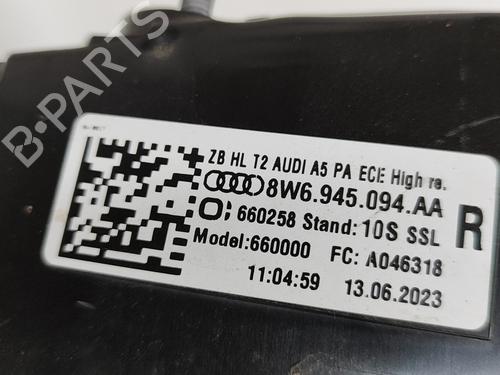 B-PARTS
ZB HL T2 AUDI A5 PA ECE High re.
8W6.945.094.AA
660258 Stand: 10S SSL R
Model:660000 FC: A046318
11:04:59 13.06.2023